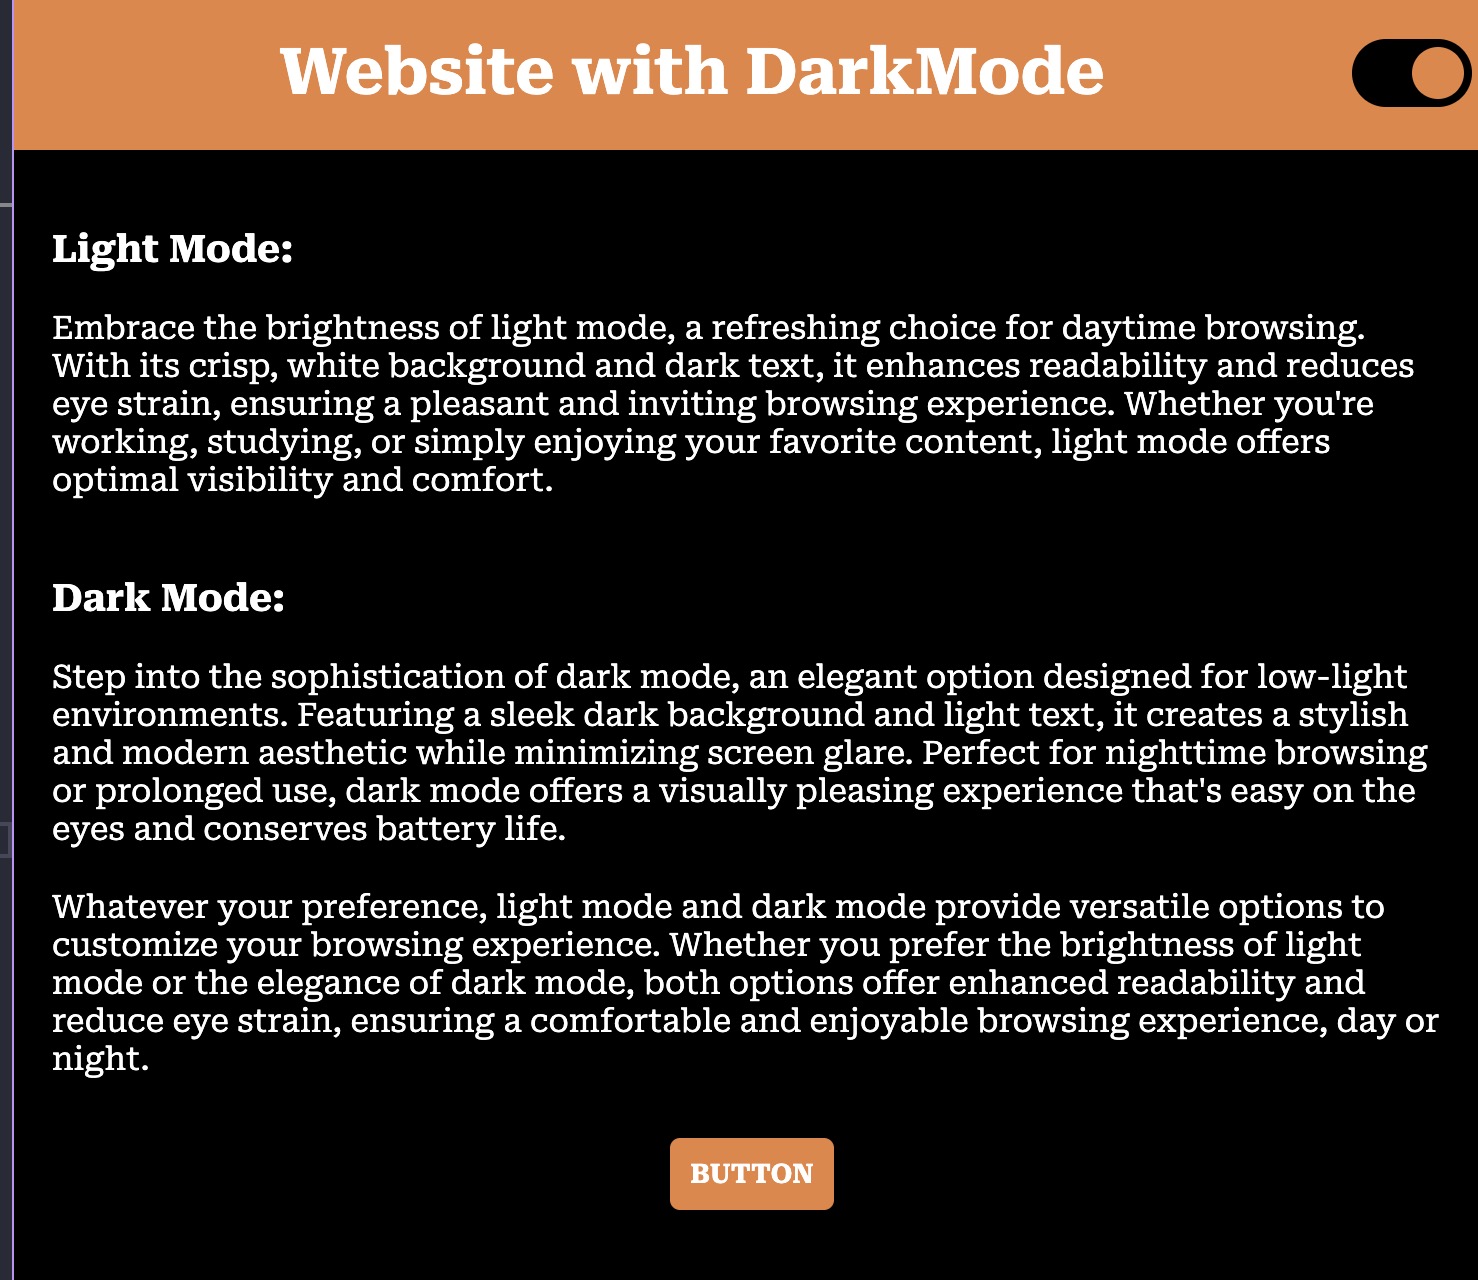 Website with DarkMode
Light Mode:
Embrace the brightness of light mode, a refreshing choice for daytime browsing.
With its crisp, white background and dark text, it enhances readability and reduces
eye strain, ensuring a pleasant and inviting browsing experience. Whether you're
working, studying, or simply enjoying your favorite content, light mode offers
optimal visibility and comfort.
Dark Mode:
Step into the sophistication of dark mode, an elegant option designed for low-light
environments. Featuring a sleek dark background and light text, it creates a stylish
and modern aesthetic while minimizing screen glare. Perfect for nighttime browsing
or prolonged use, dark mode offers a visually pleasing experience that's easy on the
eyes and conserves battery life.
Whatever your preference, light mode and dark mode provide versatile options to
customize your browsing experience. Whether you prefer the brightness of light
mode or the elegance of dark mode, both options offer enhanced readability and
reduce eye strain, ensuring a comfortable and enjoyable browsing experience, day or
night.
BUTTON